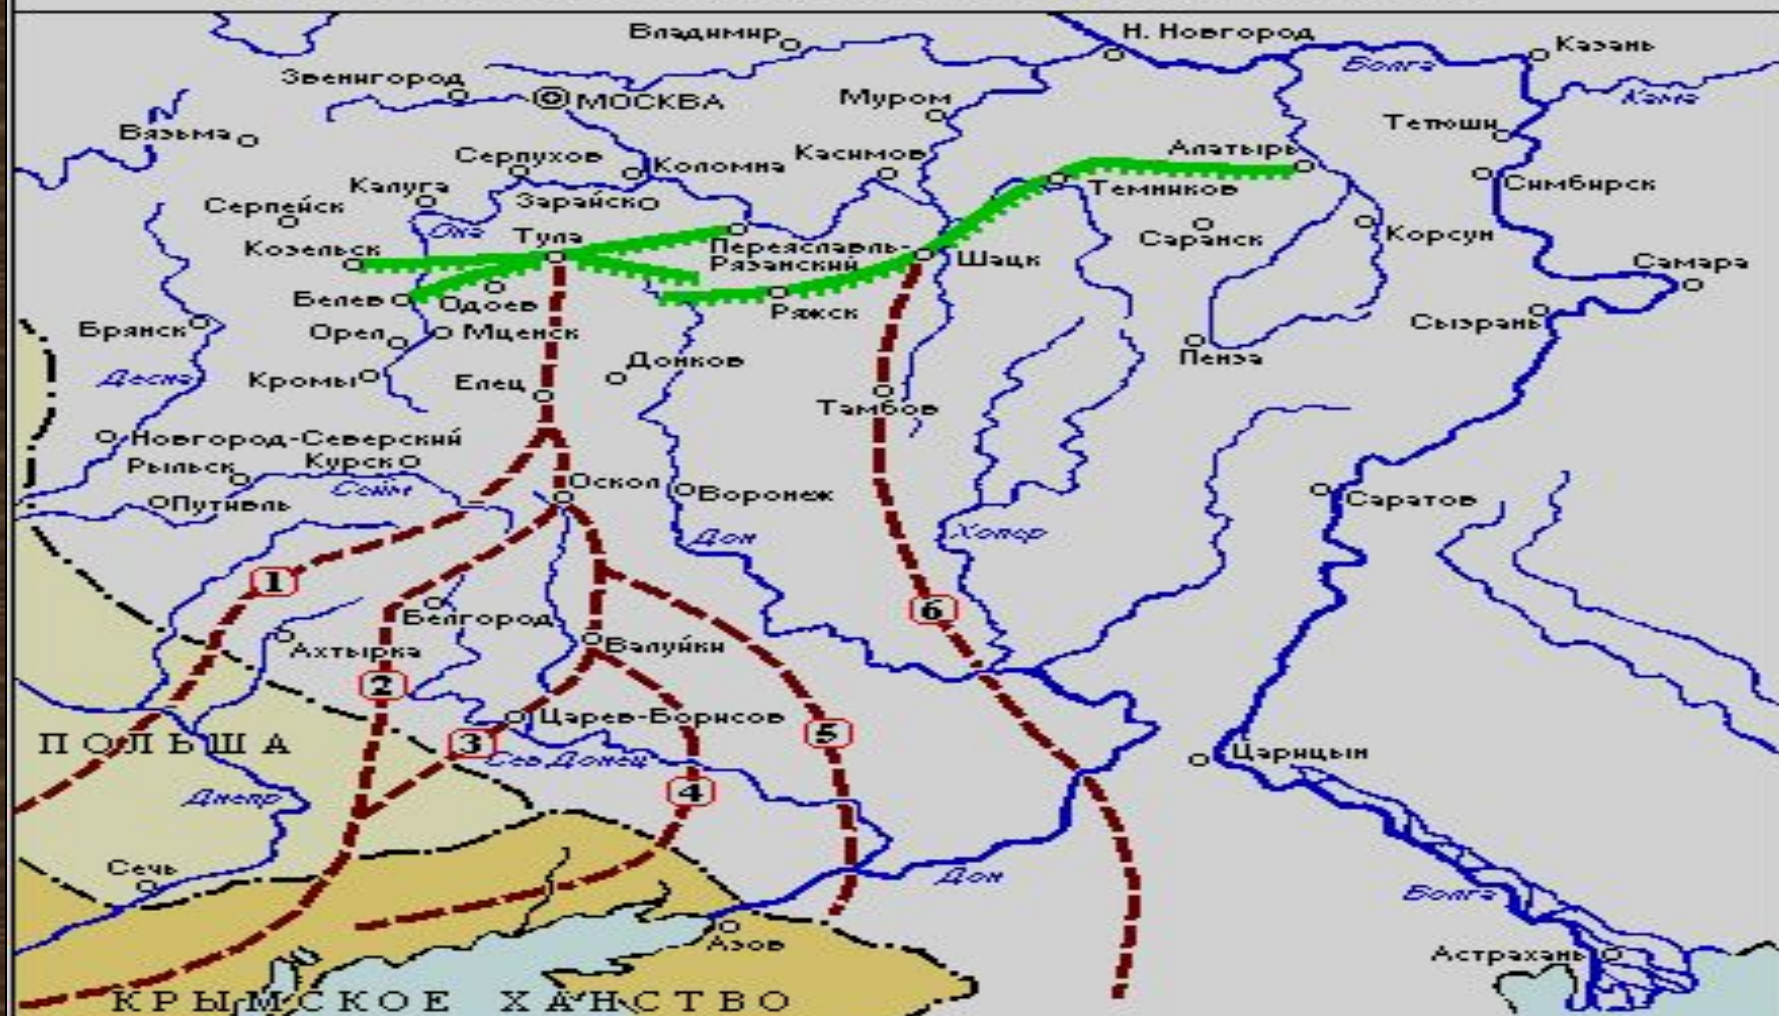 Владимир
Н. Новгород
Казань
Волга
Звенигород
МОСКВА
Муром
Кама
Вязьма
Тетюши
Серпухов
Коломна
Касимов
Алатырь
Калуга
Темников
Симбирск
Серпейск
Зарайск
Ока
Тула
Козельск
Переяславль-
Рязанский
Шацк
Саранск
Корсун
Самара
Белев
Одоев
Ряжск
Брянск
Орел
Мценск
Сызрань
Десна
Кромы
Донков
Пенза
Елец
Тамбов
Новгород-Северский
Рыльск
Курск
Сейм
Оскол
Воронеж
Саратов
Путивль
Дон
Хопер
1
6
Белгород
Ахтырка
Валуйки
2
Царев-Борисов
5
ПОЛЬША
3
Сев Донец
Царицын
Днепр
4
Сечь
Дон
Волга
Азов
Астрахань
КРЫМСКОЕ ХАНСТВО